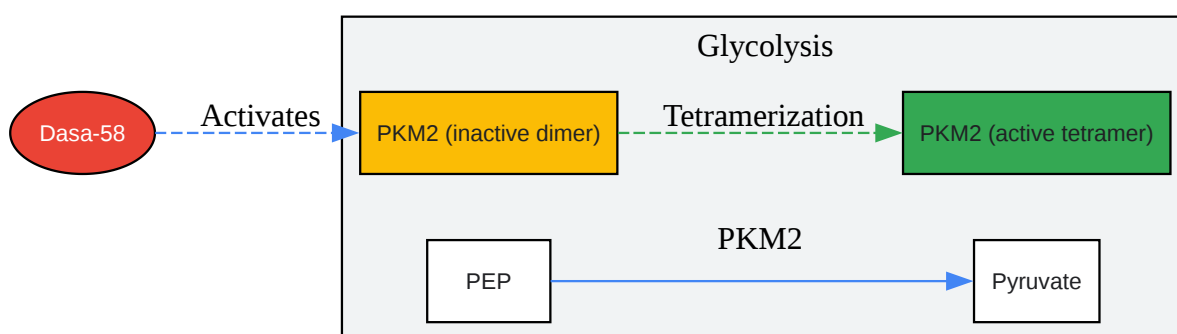 Glycolysis
Dasa-58
Activates
PKM2 (inactive dimer)
Tetramerization
PKM2 (active tetramer)
PEP
PKM2
Pyruvate